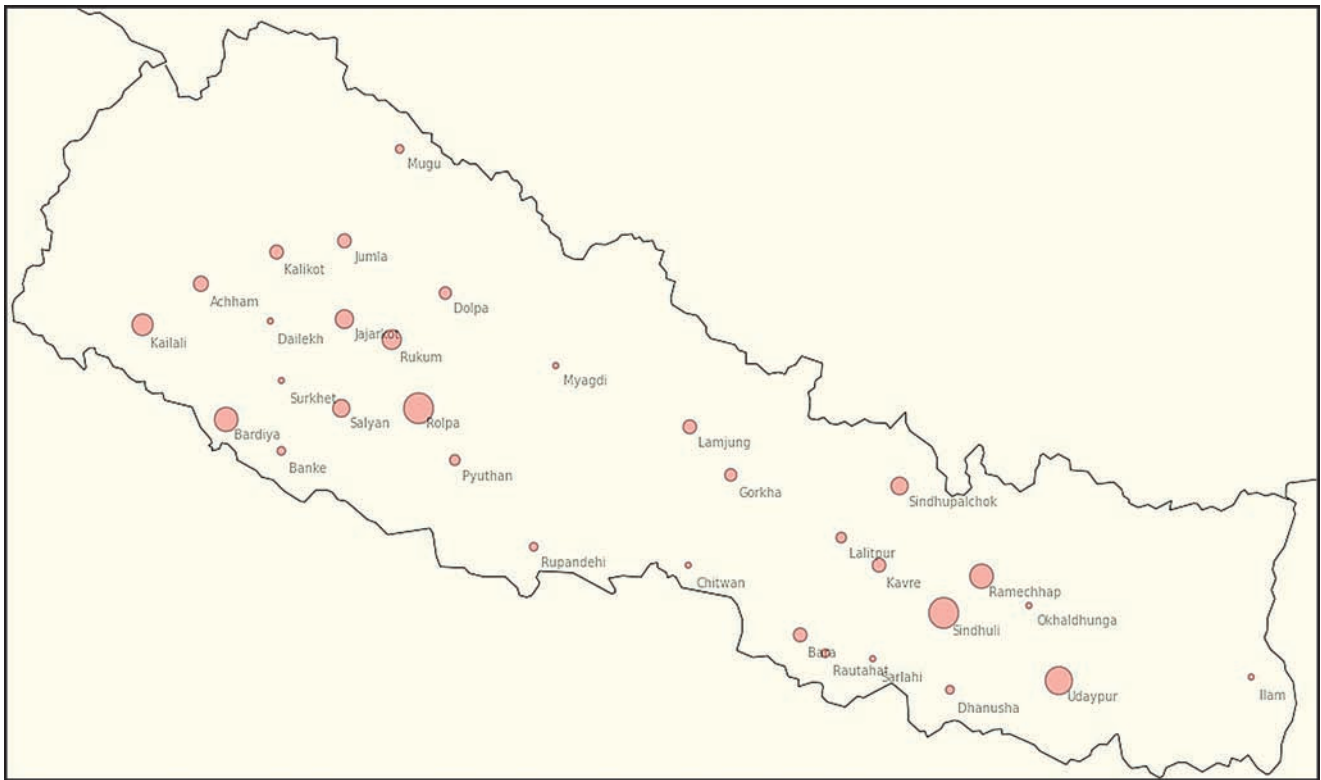 Mugu
Jumla
Kalikot
Achham
Dolpa
Kailali
Dailekh
Jajarkot
Rukum
Myagdi
Surkhet
Salyan
Rolpa
Bardiya
Lamjung
Banke
Pyuthan
Gorkha
Sindhupalchok
Lalitpur
Rupandehi
Chitwan
Kavre
Ramechhap
Okhaldhunga
Sindhuli
Bara
Rautahat
Sarlahi
Udaypur
Ilam
Dhanusha